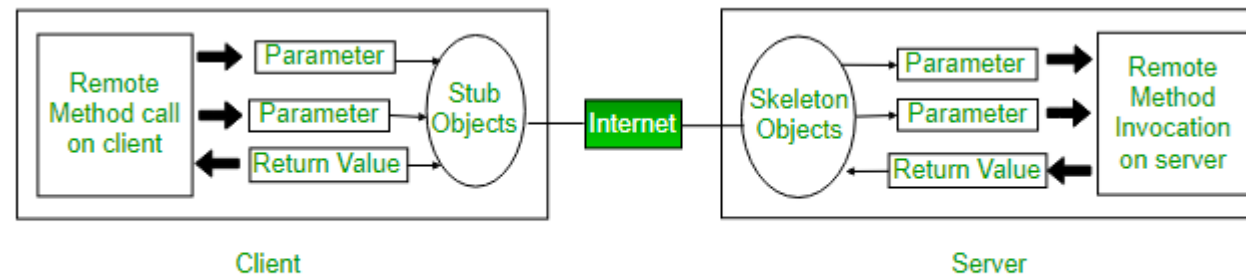 Remote
Method call
on client
Parameter
Parameter
Return Value
Stub
Objects
Internet
Skeleton
Objects
Parameter
Parameter
Return Value
Remote
Method
Invocation
on server
Client
Server